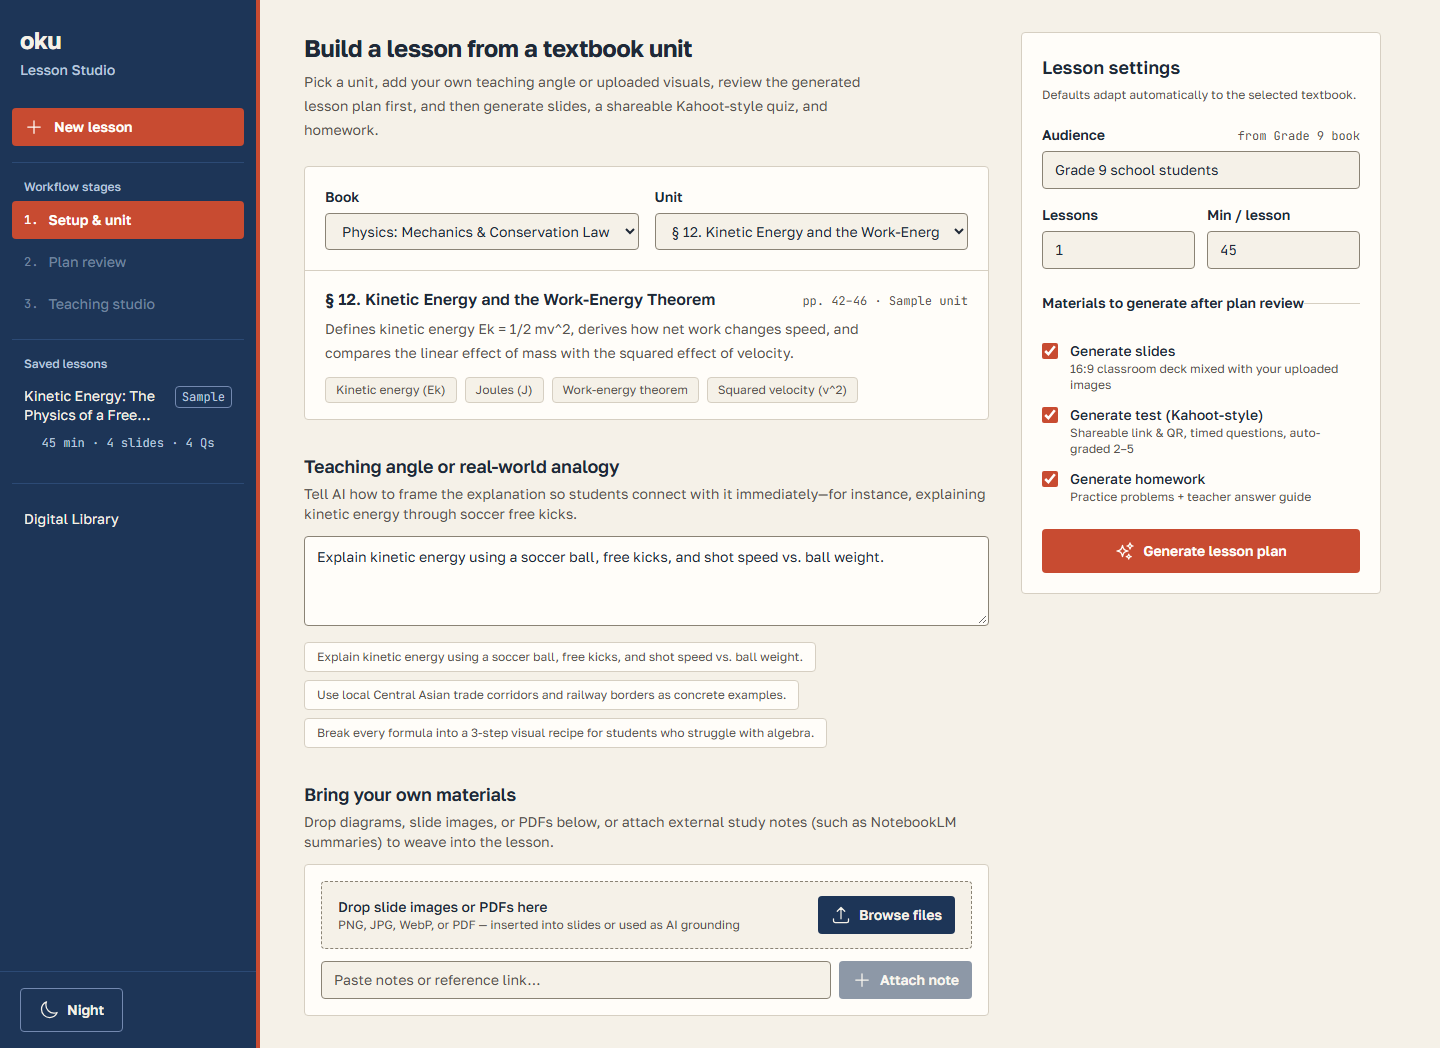 oku
Lesson Studio
New lesson
Workflow stages
1. Setup & unit
2. Plan review
3. Teaching studio
Saved lessons
Kinetic Energy: The
Physics of a Free...
Sample
45 min · 4 slides · 4 Qs
Digital Library
Night
Build a lesson from a textbook unit
Pick a unit, add your own teaching angle or uploaded visuals, review the generated
lesson plan first, and then generate slides, a shareable Kahoot-style quiz, and
homework.
Book
Unit
Physics: Mechanics & Conservation Law
§ 12. Kinetic Energy and the Work-Energ
§ 12. Kinetic Energy and the Work-Energy Theorem
pp. 42–46 · Sample unit
Defines kinetic energy Ek = 1/2 mv^2, derives how net work changes speed, and
compares the linear effect of mass with the squared effect of velocity.
Kinetic energy (Ek)
Joules (J)
Work-energy theorem
Squared velocity (v^2)
Teaching angle or real-world analogy
Tell AI how to frame the explanation so students connect with it immediately—for instance, explaining
kinetic energy through soccer free kicks.
Explain kinetic energy using a soccer ball, free kicks, and shot speed vs. ball weight.
Explain kinetic energy using a soccer ball, free kicks, and shot speed vs. ball weight.
Use local Central Asian trade corridors and railway borders as concrete examples.
Break every formula into a 3-step visual recipe for students who struggle with algebra.
Bring your own materials
Drop diagrams, slide images, or PDFs below, or attach external study notes (such as NotebookLM
summaries) to weave into the lesson.
Drop slide images or PDFs here
PNG, JPG, WebP, or PDF — inserted into slides or used as AI grounding
Browse files
Paste notes or reference link...
Attach note
Lesson settings
Defaults adapt automatically to the selected textbook.
Audience
from Grade 9 book
Grade 9 school students
Lessons
Min / lesson
1
45
Materials to generate after plan review
Generate slides
16:9 classroom deck mixed with your uploaded
images
Generate test (Kahoot-style)
Shareable link & QR, timed questions, auto-
graded 2–5
Generate homework
Practice problems + teacher answer guide
Generate lesson plan